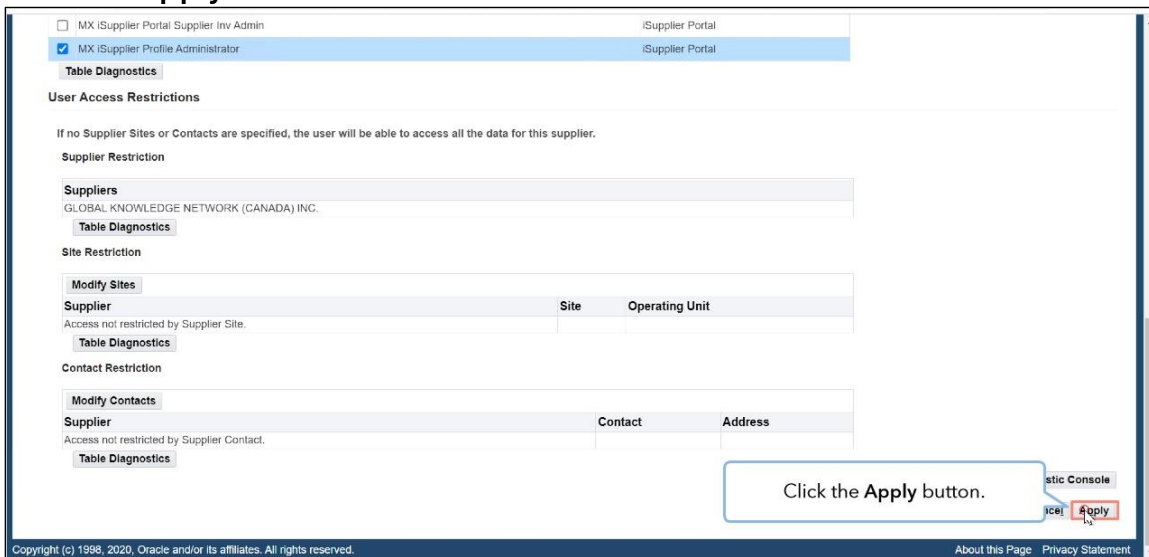 MX iSupplier Portal Supplier Inv Admin iSupplier Portal
MX iSupplier Profile Administrator iSupplier Portal
Table Diagnostics
User Access Restrictions
If no Supplier Sites or Contacts are specified, the user will be able to access all the data for this supplier.
Supplier Restriction
Suppliers
GLOBAL KNOWLEDGE NETWORK (CANADA) INC.
Table Diagnostics
Site Restriction
Modify Sites
Supplier Site Operating Unit
Access not restricted by Supplier Site.
Table Diagnostics
Contact Restriction
Modify Contacts
Supplier Contact Address
Access not restricted by Supplier Contact.
Table Diagnostics
stic Console
Click the Apply button.
ncel Apply
Copyright (c) 1998, 2020, Oracle and/or its affiliates. All rights reserved. About this Page Privacy Statement